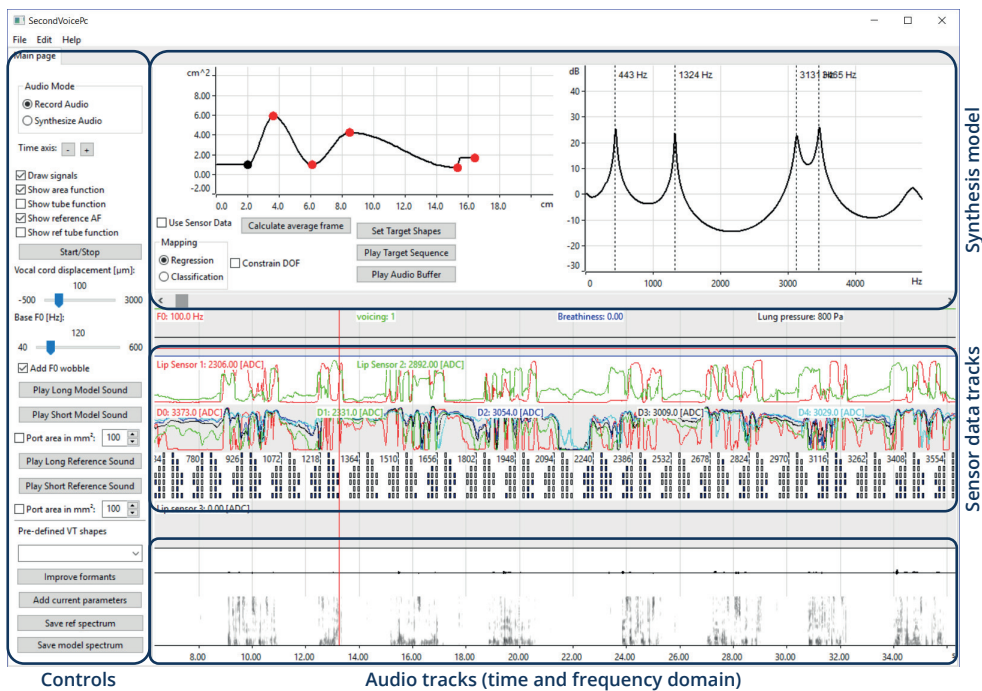 SecondVoicePc
File Edit Help
Main page
Audio Mode
Record Audio
Synthesize Audio
Time axis: - +
Draw signals
Show area function
Show tube function
Show reference AF
Show ref tube function
Start/Stop
Vocal cord displacement [µm]:
100
-500 3000
Base F0 [Hz]:
120
40 600
Add F0 wobble
Play Long Model Sound
Play Short Model Sound
Port area in mm²: 100
Play Long Reference Sound
Play Short Reference Sound
Port area in mm²: 100
Pre-defined VT shapes
Improve formants
Add current parameters
Save ref spectrum
Save model spectrum
Controls
cm^2
8.00
6.00
4.00
2.00
0.00
-2.00
0.0 2.0 4.0 6.0 8.0 10.0 12.0 14.0 16.0 cm
Use Sensor Data
Calculate average frame
Set Target Shapes
Mapping
Regression
Classification
Constrain DOF
Play Target Sequence
Play Audio Buffer
dB
443 Hz 1324 Hz
40
30
20
10
0
-10
-20
-30
0 1000 2000 3000 4000 Hz
Synthesis model
F0: 100.0 Hz voicing: 1 Breathiness: 0.00 Lung pressure: 800 Pa
Lip Sensor 1: 2306.00 [ADC] Lip Sensor 2: 2892.00 [ADC]
D0: 3373.0 [ADC] D1: 2331.0 [ADC] D2: 3054.0 [ADC] D3: 3009.0 [ADC] D4: 3029.0 [ADC]
780 926 1072 1218 1364 1510 1656 1802 1948 2094 2240 2386 2532 2678 2824 2970 3116 3262 3408 3554
Sensor data tracks
Lip sensor 3: 0.00 [ADC]
8.00 10.00 12.00 14.00 16.00 18.00 20.00 22.00 24.00 26.00 28.00 30.00 32.00 34.00
Audio tracks (time and frequency domain)